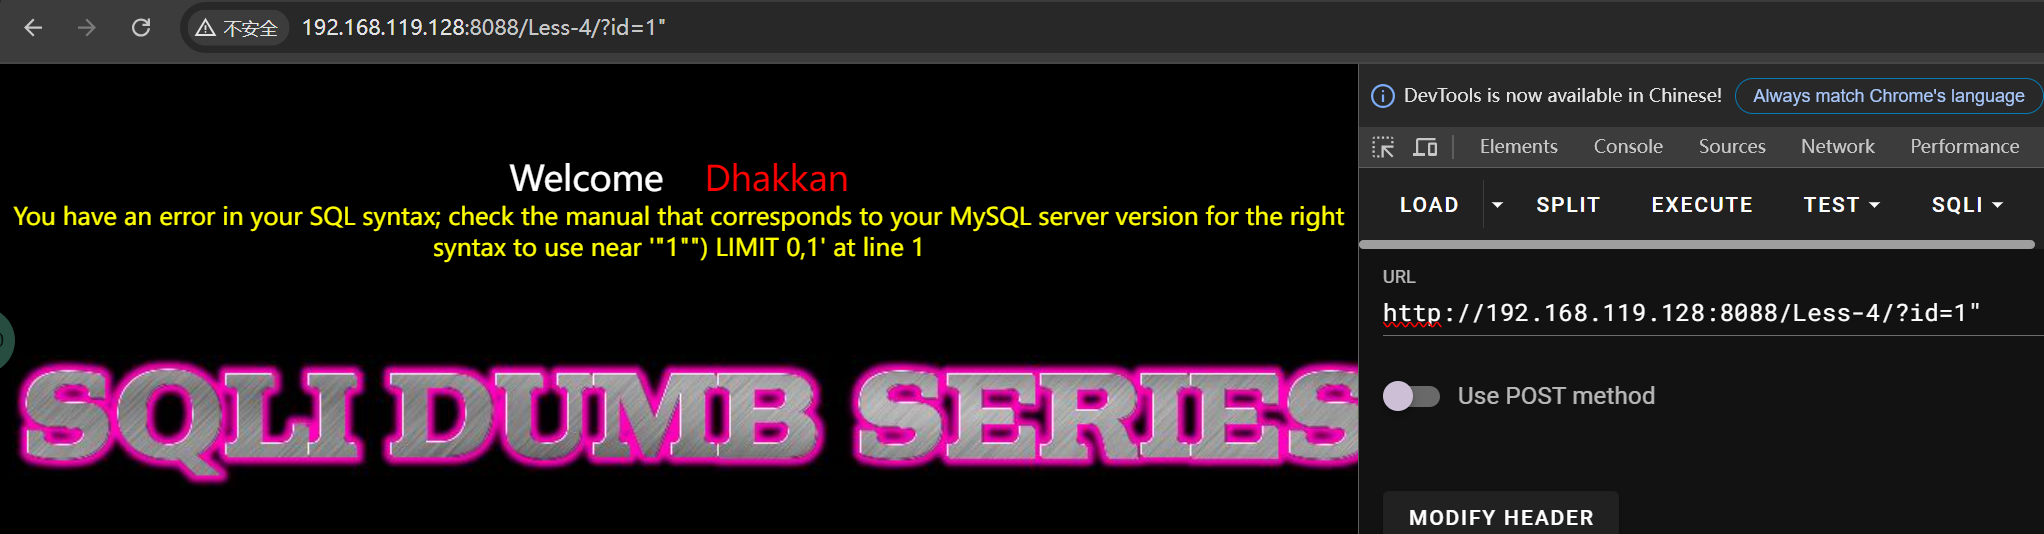 不安全 192.168.119.128:8088/Less-4/?id=1"
Welcome Dhakkan
You have an error in your SQL syntax; check the manual that corresponds to your MySQL server version for the right
syntax to use near '"1"") LIMIT 0,1' at line 1
SQLI DUMB SERIES
DevTools is now available in Chinese! Always match Chrome's language
Elements Console Sources Network Performance
LOAD SPLIT EXECUTE TEST SQLI
URL
http://192.168.119.128:8088/Less-4/?id=1"
Use POST method
MODIFY HEADER